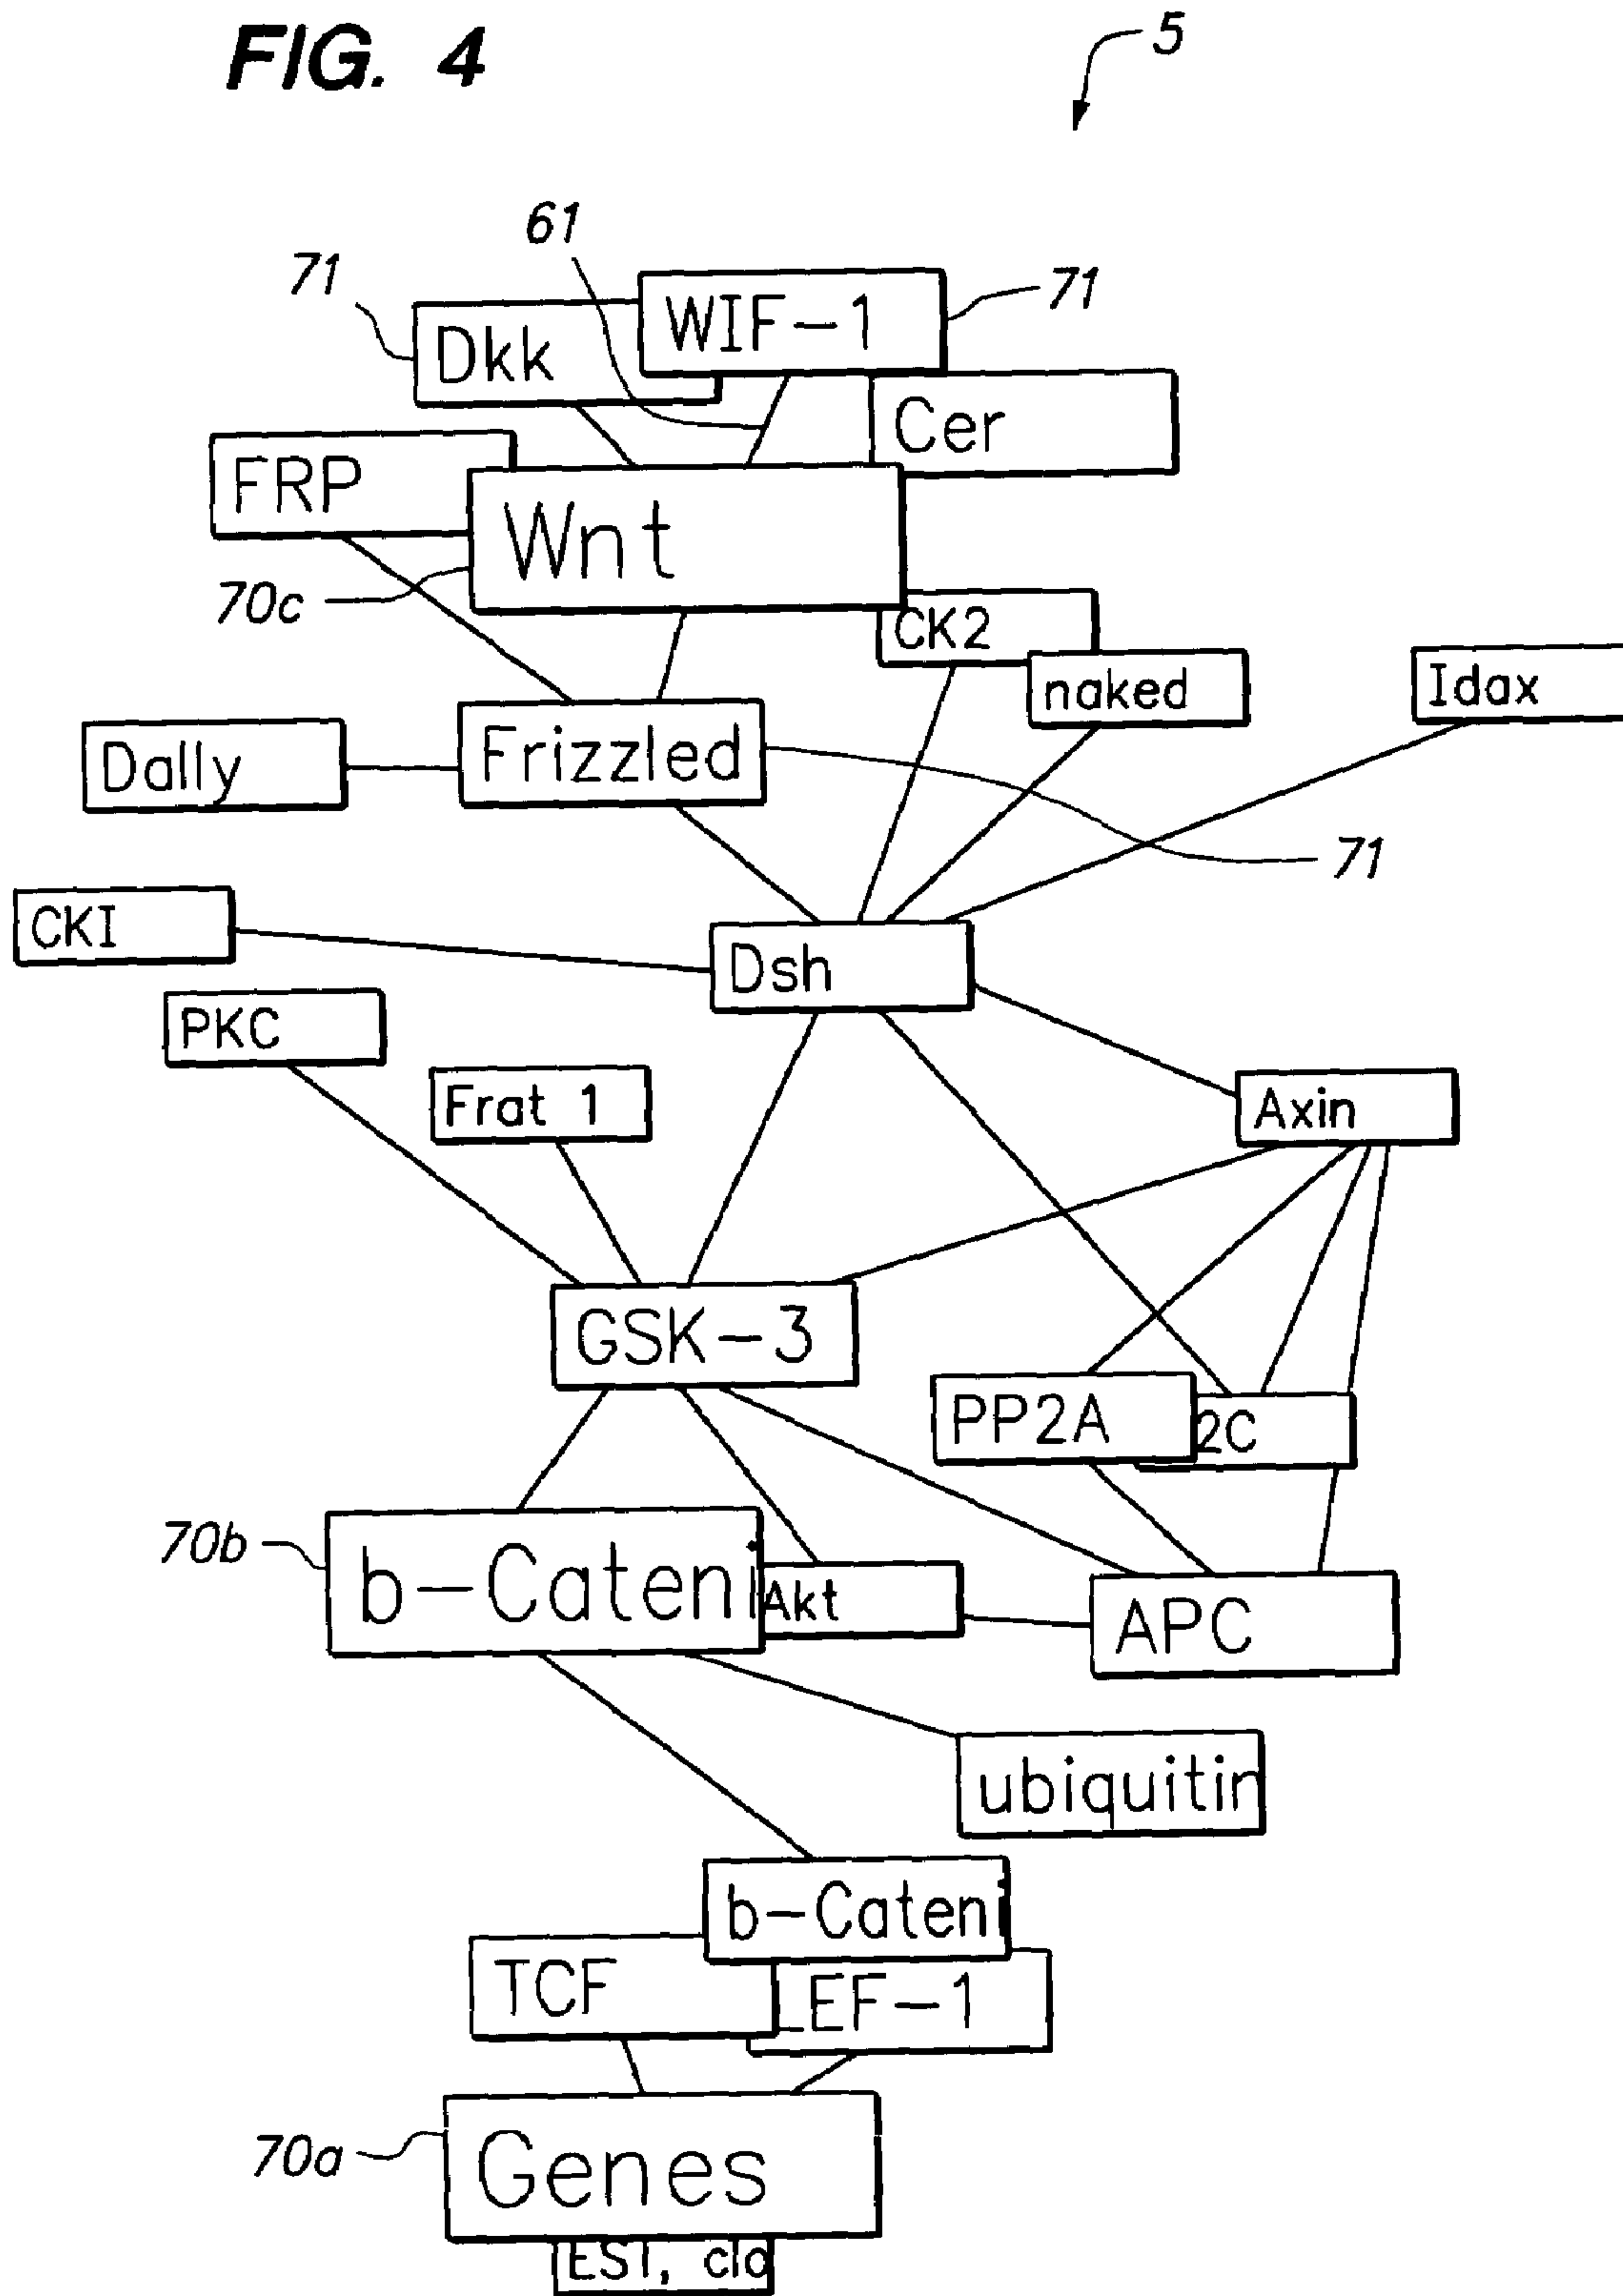 FIG. 4
5
61
71
WIF-1
71
Dkk
Cer
FRP
Wnt
70c
CK2
naked
Idax
Dally
Frizzled
71
CKI
Dsh
PKC
Frat 1
Axin
GSK-3
PP2A
2C
70b
b-Cateni
Akt
APC
ubiquitin
b-Cateni
TCF
LEF-1
70a
Genes
EST, clo